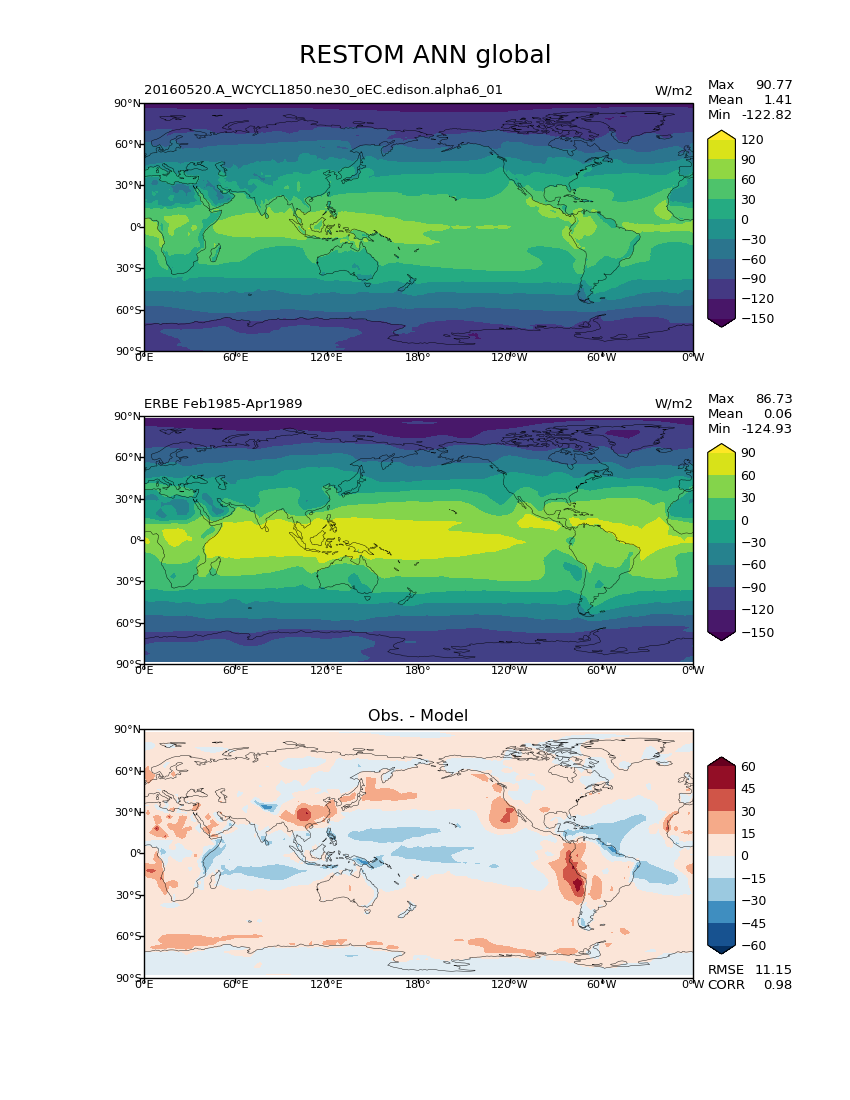 RESTOM ANN global
20160520.A_WCYCL1850.ne30_oEC.edison.alpha6_01 W/m2
Max 90.77
Mean 1.41
Min -122.82
90°N
60°N
30°N
0°
30°S
60°S
90°S
0°E 60°E 120°E 180° 120°W 60°W 0°W
120
90
60
30
0
−30
−60
−90
−120
−150
ERBE Feb1985-Apr1989 W/m2
Max 86.73
Mean 0.06
Min -124.93
90°N
60°N
30°N
0°
30°S
60°S
90°S
0°E 60°E 120°E 180° 120°W 60°W 0°W
90
60
30
0
−30
−60
−90
−120
−150
Obs. - Model
90°N
60°N
30°N
0°
30°S
60°S
90°S
0°E 60°E 120°E 180° 120°W 60°W 0°W
60
45
30
15
0
−15
−30
−45
−60
RMSE 11.15
CORR 0.98